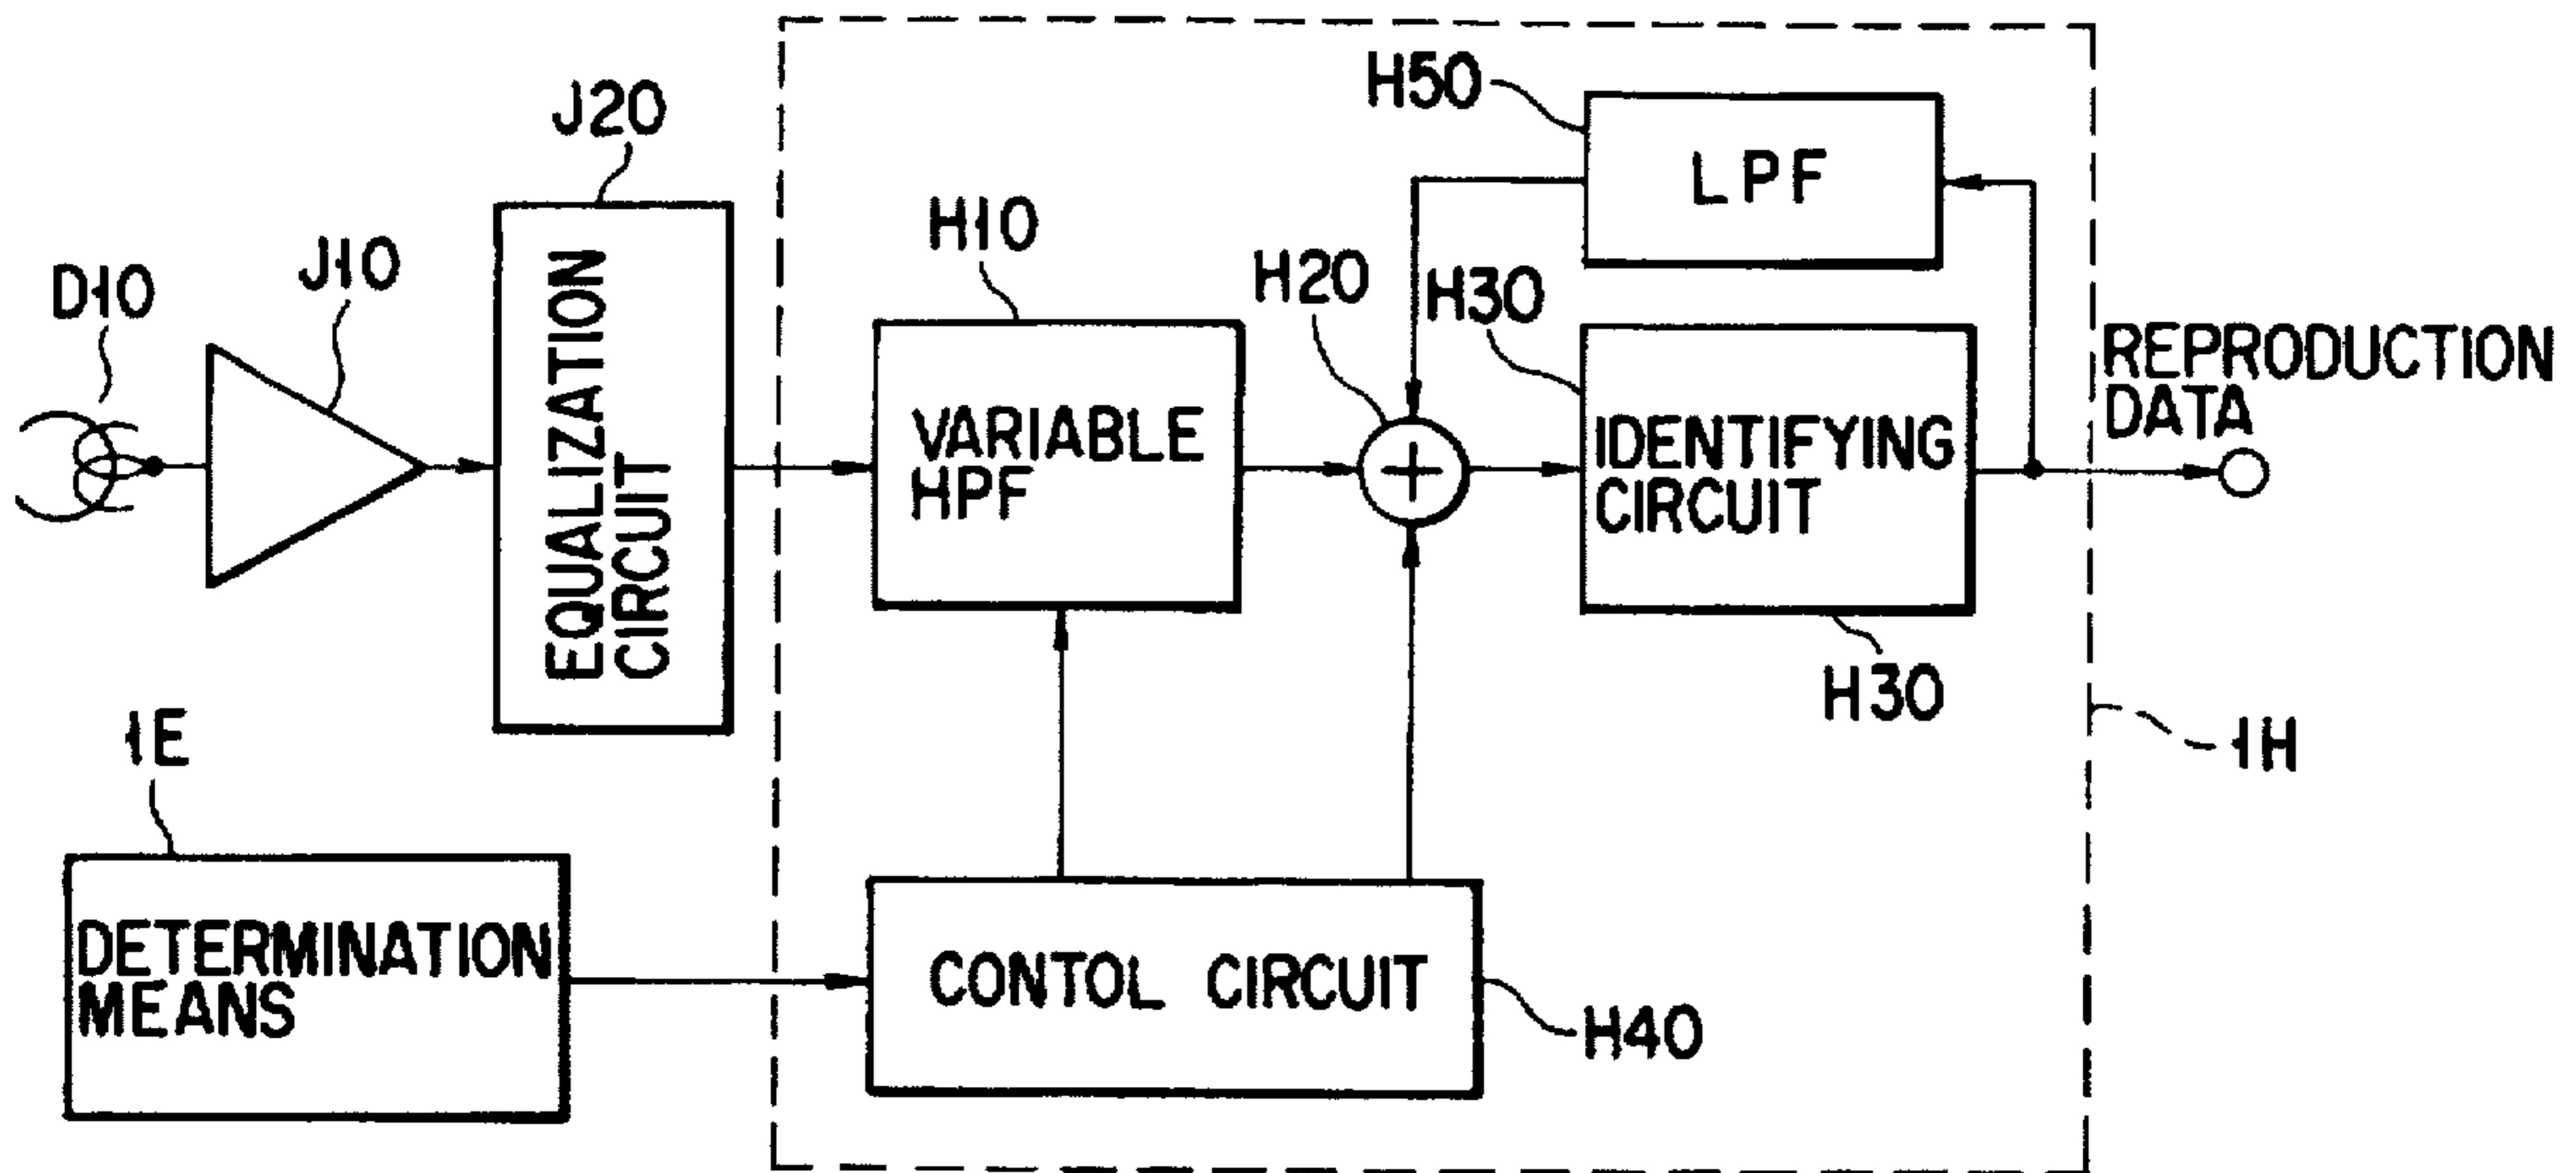 H50
LPF
J20
H10
H20
H30
J10
D10
EQUALIZATION
CIRCUIT
VARIABLE
HPF
+
IDENTIFYING
CIRCUIT
REPRODUCTION
DATA
H30
1H
1E
DETERMINATION
MEANS
CONTOL CIRCUIT
H40